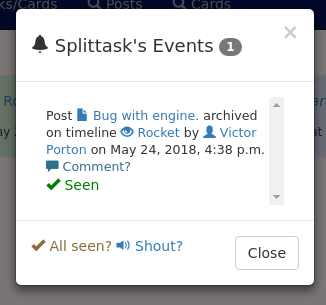 ks/Cards Posts Cards
Splittask's Events 1
×
Post Bug with engine. archived
on timeline Rocket by Victor
Porton on May 24, 2018, 4:38 p.m.
Comment?
Seen
All seen? Shout?
Close